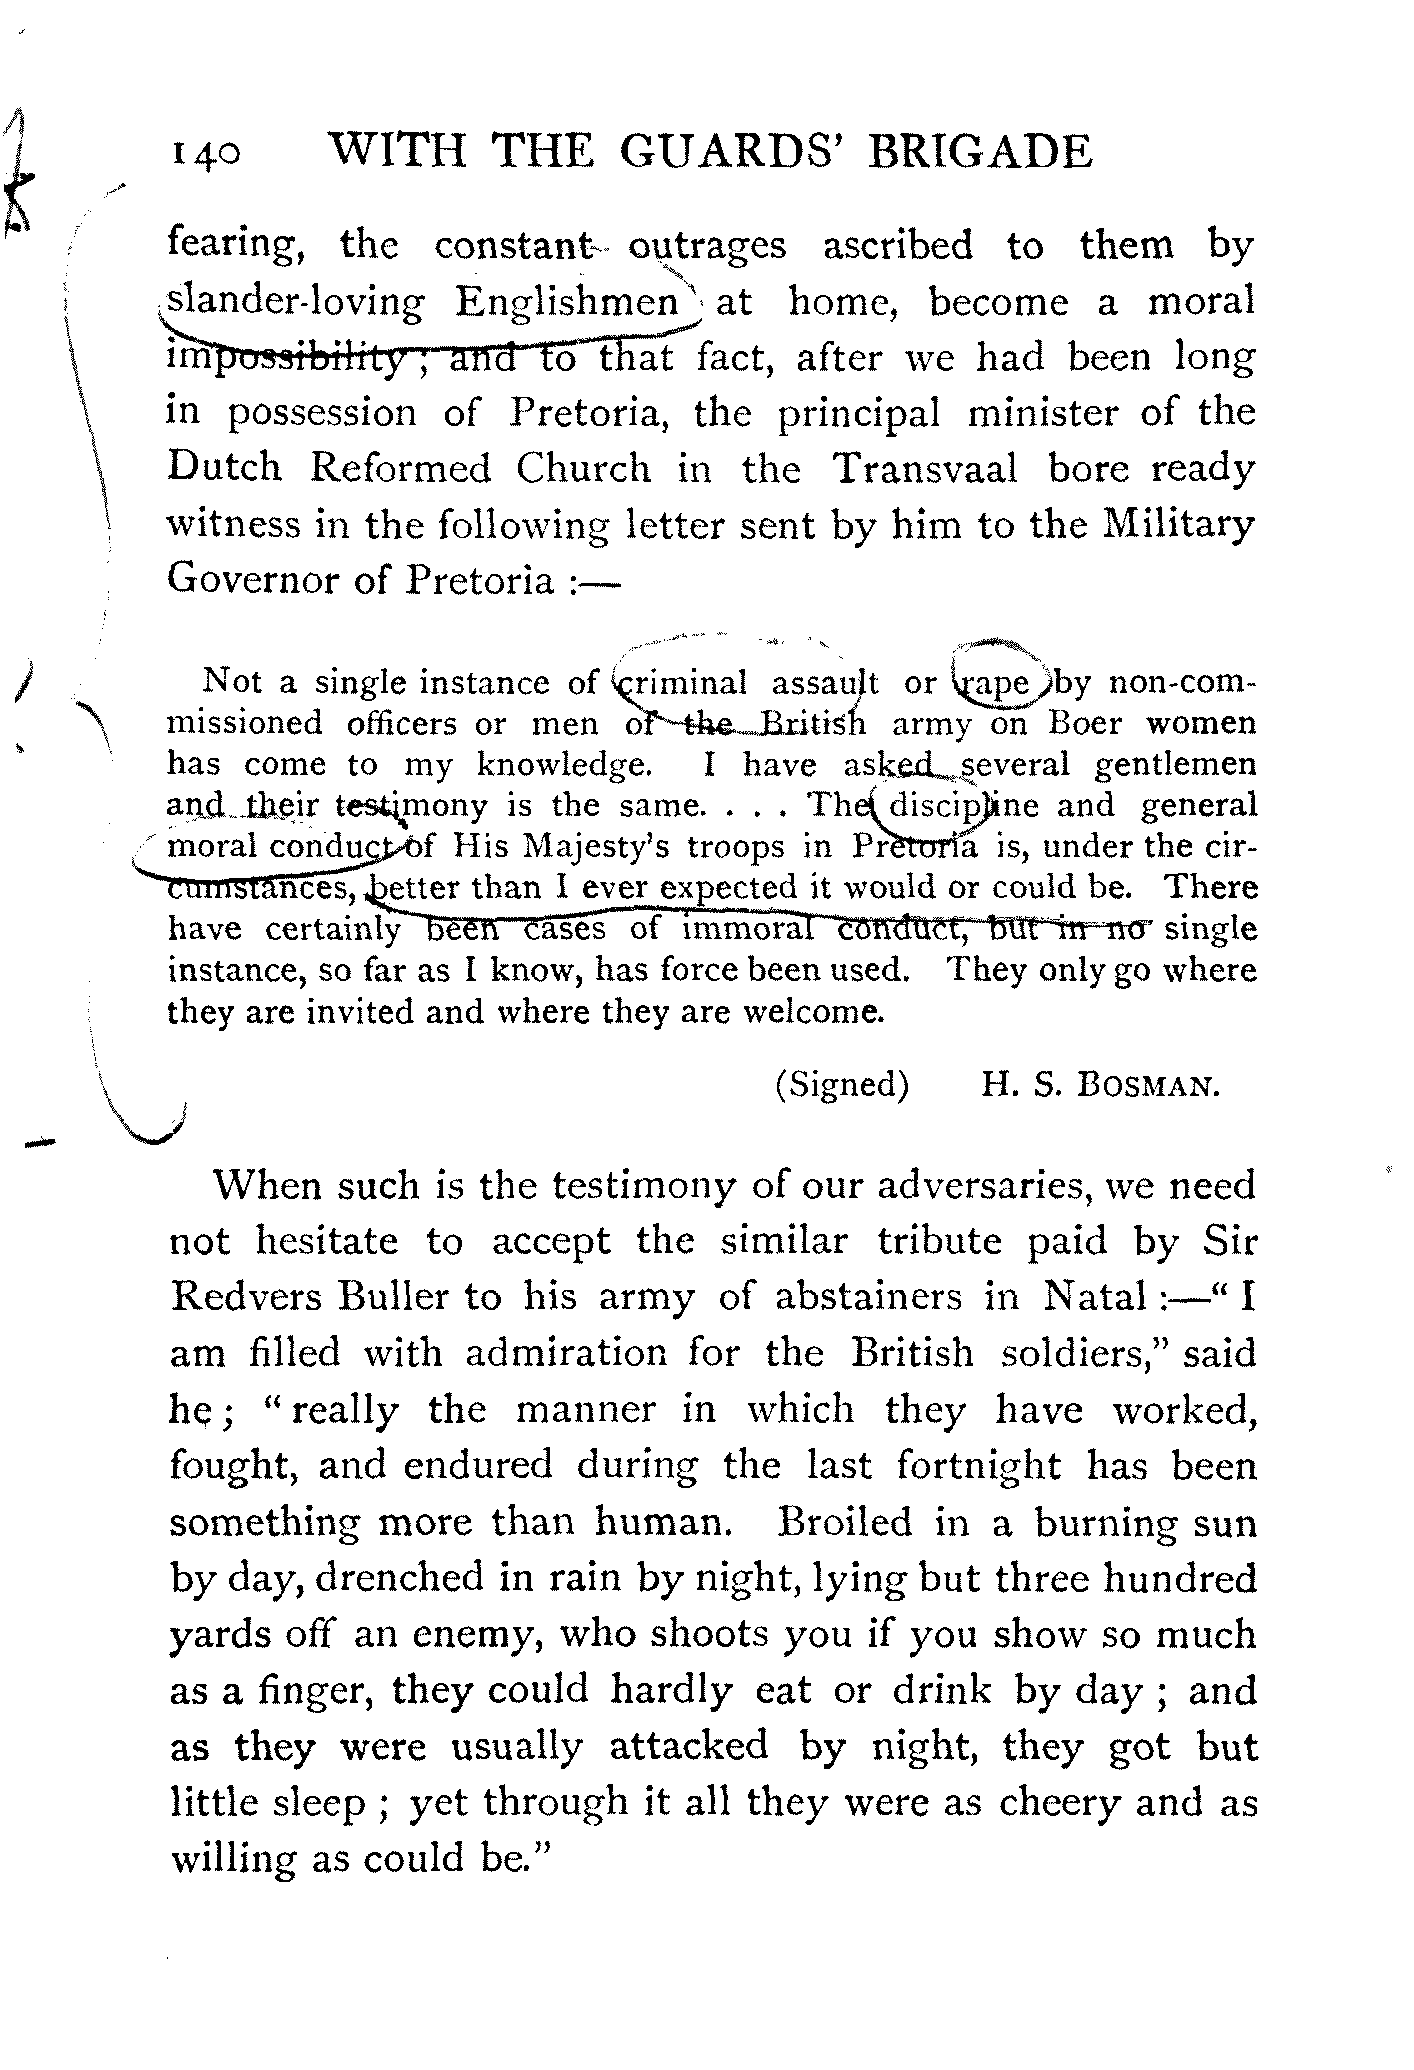 140 WITH THE GUARDS' BRIGADE
fearing, the constant outrages ascribed to them by
slander-loving Englishmen at home, become a moral
impossibility; and to that fact, after we had been long
in possession of Pretoria, the principal minister of the
Dutch Reformed Church in the Transvaal bore ready
witness in the following letter sent by him to the Military
Governor of Pretoria :—
Not a single instance of criminal assault or rape by non-com-
missioned officers or men of the British army on Boer women
has come to my knowledge. I have asked several gentlemen
and their testimony is the same. . . . The discipline and general
moral conduct of His Majesty's troops in Pretoria is, under the cir-
cumstances, better than I ever expected it would or could be. There
have certainly been cases of immoral conduct, but in no single
instance, so far as I know, has force been used. They only go where
they are invited and where they are welcome.
(Signed) H. S. BOSMAN.
When such is the testimony of our adversaries, we need
not hesitate to accept the similar tribute paid by Sir
Redvers Buller to his army of abstainers in Natal :—“ I
am filled with admiration for the British soldiers,” said
he ; “ really the manner in which they have worked,
fought, and endured during the last fortnight has been
something more than human. Broiled in a burning sun
by day, drenched in rain by night, lying but three hundred
yards off an enemy, who shoots you if you show so much
as a finger, they could hardly eat or drink by day ; and
as they were usually attacked by night, they got but
little sleep ; yet through it all they were as cheery and as
willing as could be.”